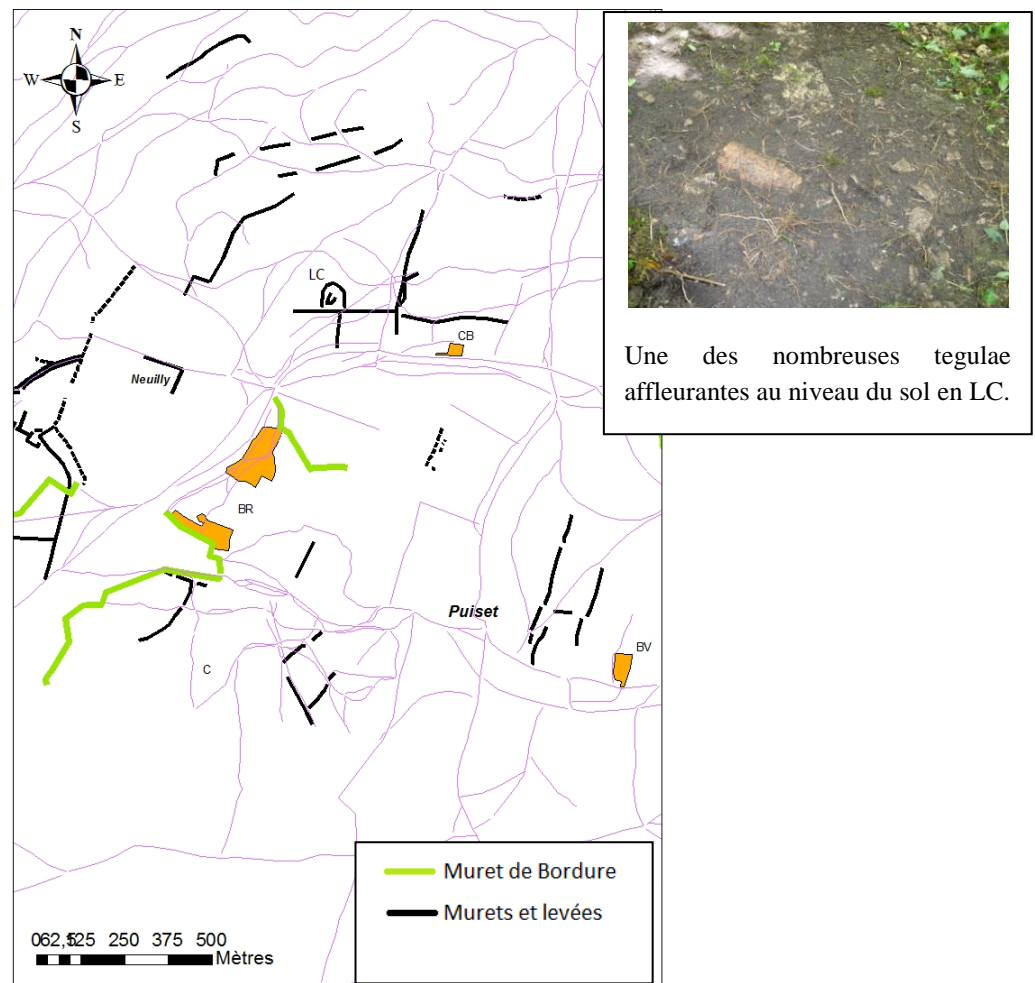 N
W E
S
LC
CB
Neuilly
BR
Puiset
BV
C
Une des nombreuses tegulae
affleurantes au niveau du sol en LC.
Muret de Bordure
Murets et levées
062,5125 250 375 500
Mètres